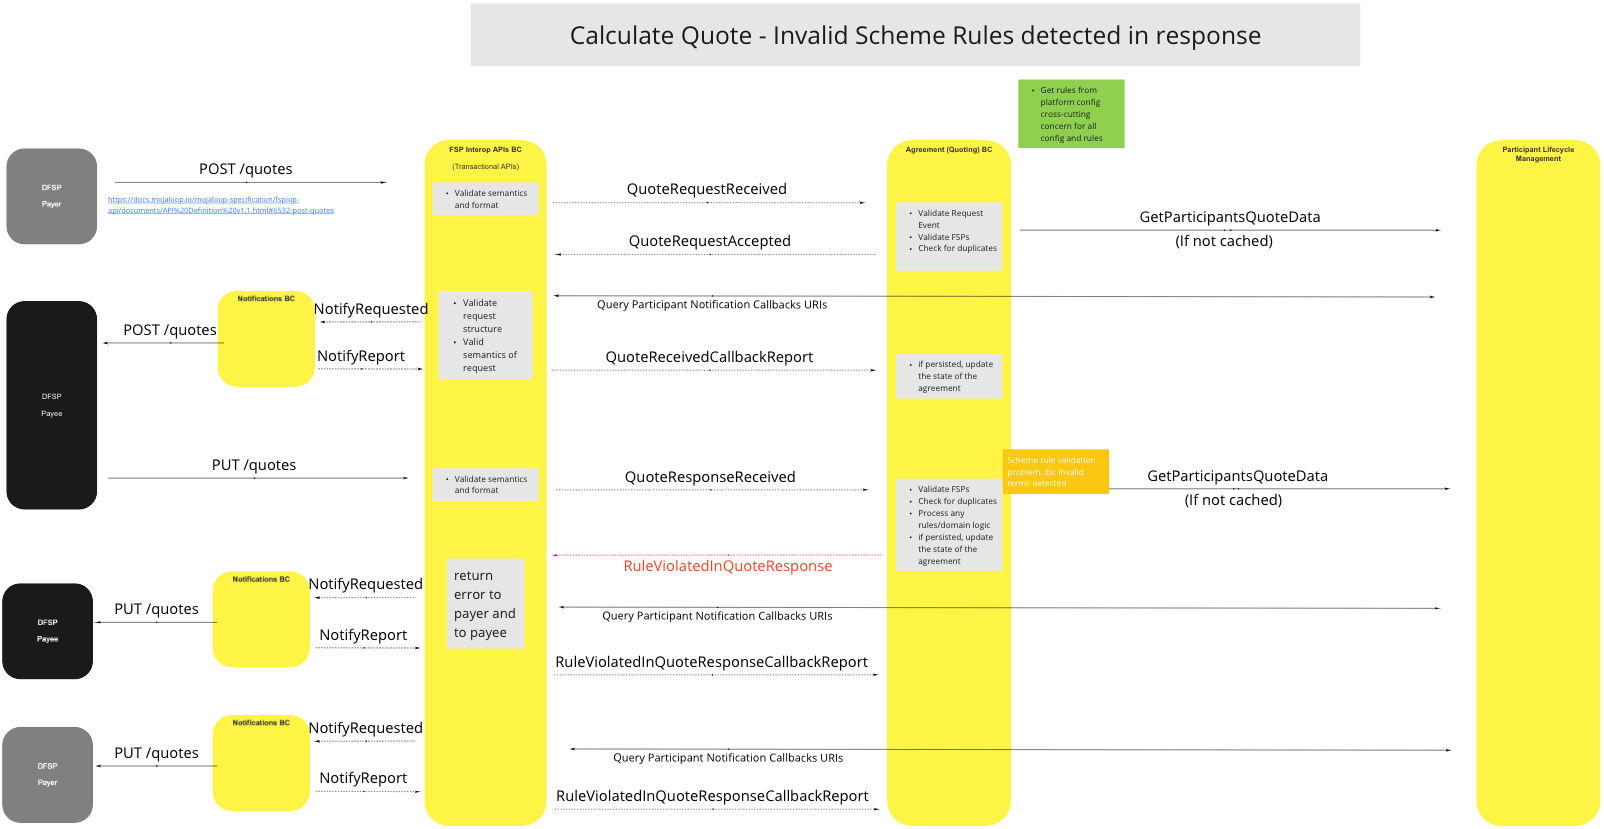 Calculate Quote - Invalid Scheme Rules detected in response
• Get rules from
platform config
cross-cutting
concern for all
config and rules
FSP Interop APIs BC
(Transactional APIs)
Agreement (Quoting) BC
Participant Lifecycle
Management
DFSP
Payer
POST /quotes
https://docs.mojaloop.io/mojaloop-specification/fspiop-
api/documents/API%20Definition%20v1.1.html#6532-post-quotes
• Validate semantics
and format
QuoteRequestReceived
• Validate Request
Event
• Validate FSPs
• Check for duplicates
GetParticipantsQuoteData
(If not cached)
QuoteRequestAccepted
DFSP
Payee
POST /quotes
Notifications BC
NotifyRequested
NotifyReport
• Validate
request
structure
• Valid
semantics of
request
Query Participant Notification Callbacks URIs
QuoteReceivedCallbackReport
• if persisted, update
the state of the
agreement
PUT /quotes
• Validate semantics
and format
QuoteResponseReceived
Scheme rule validation
problem. Ex: Invalid
terms detected
• Validate FSPs
• Check for duplicates
• Process any
rules/domain logic
• if persisted, update
the state of the
agreement
GetParticipantsQuoteData
(If not cached)
RuleViolatedInQuoteResponse
return
error to
payer and
to payee
DFSP
Payee
PUT /quotes
Notifications BC
NotifyRequested
NotifyReport
Query Participant Notification Callbacks URIs
RuleViolatedInQuoteResponseCallbackReport
DFSP
Payer
PUT /quotes
Notifications BC
NotifyRequested
NotifyReport
Query Participant Notification Callbacks URIs
RuleViolatedInQuoteResponseCallbackReport